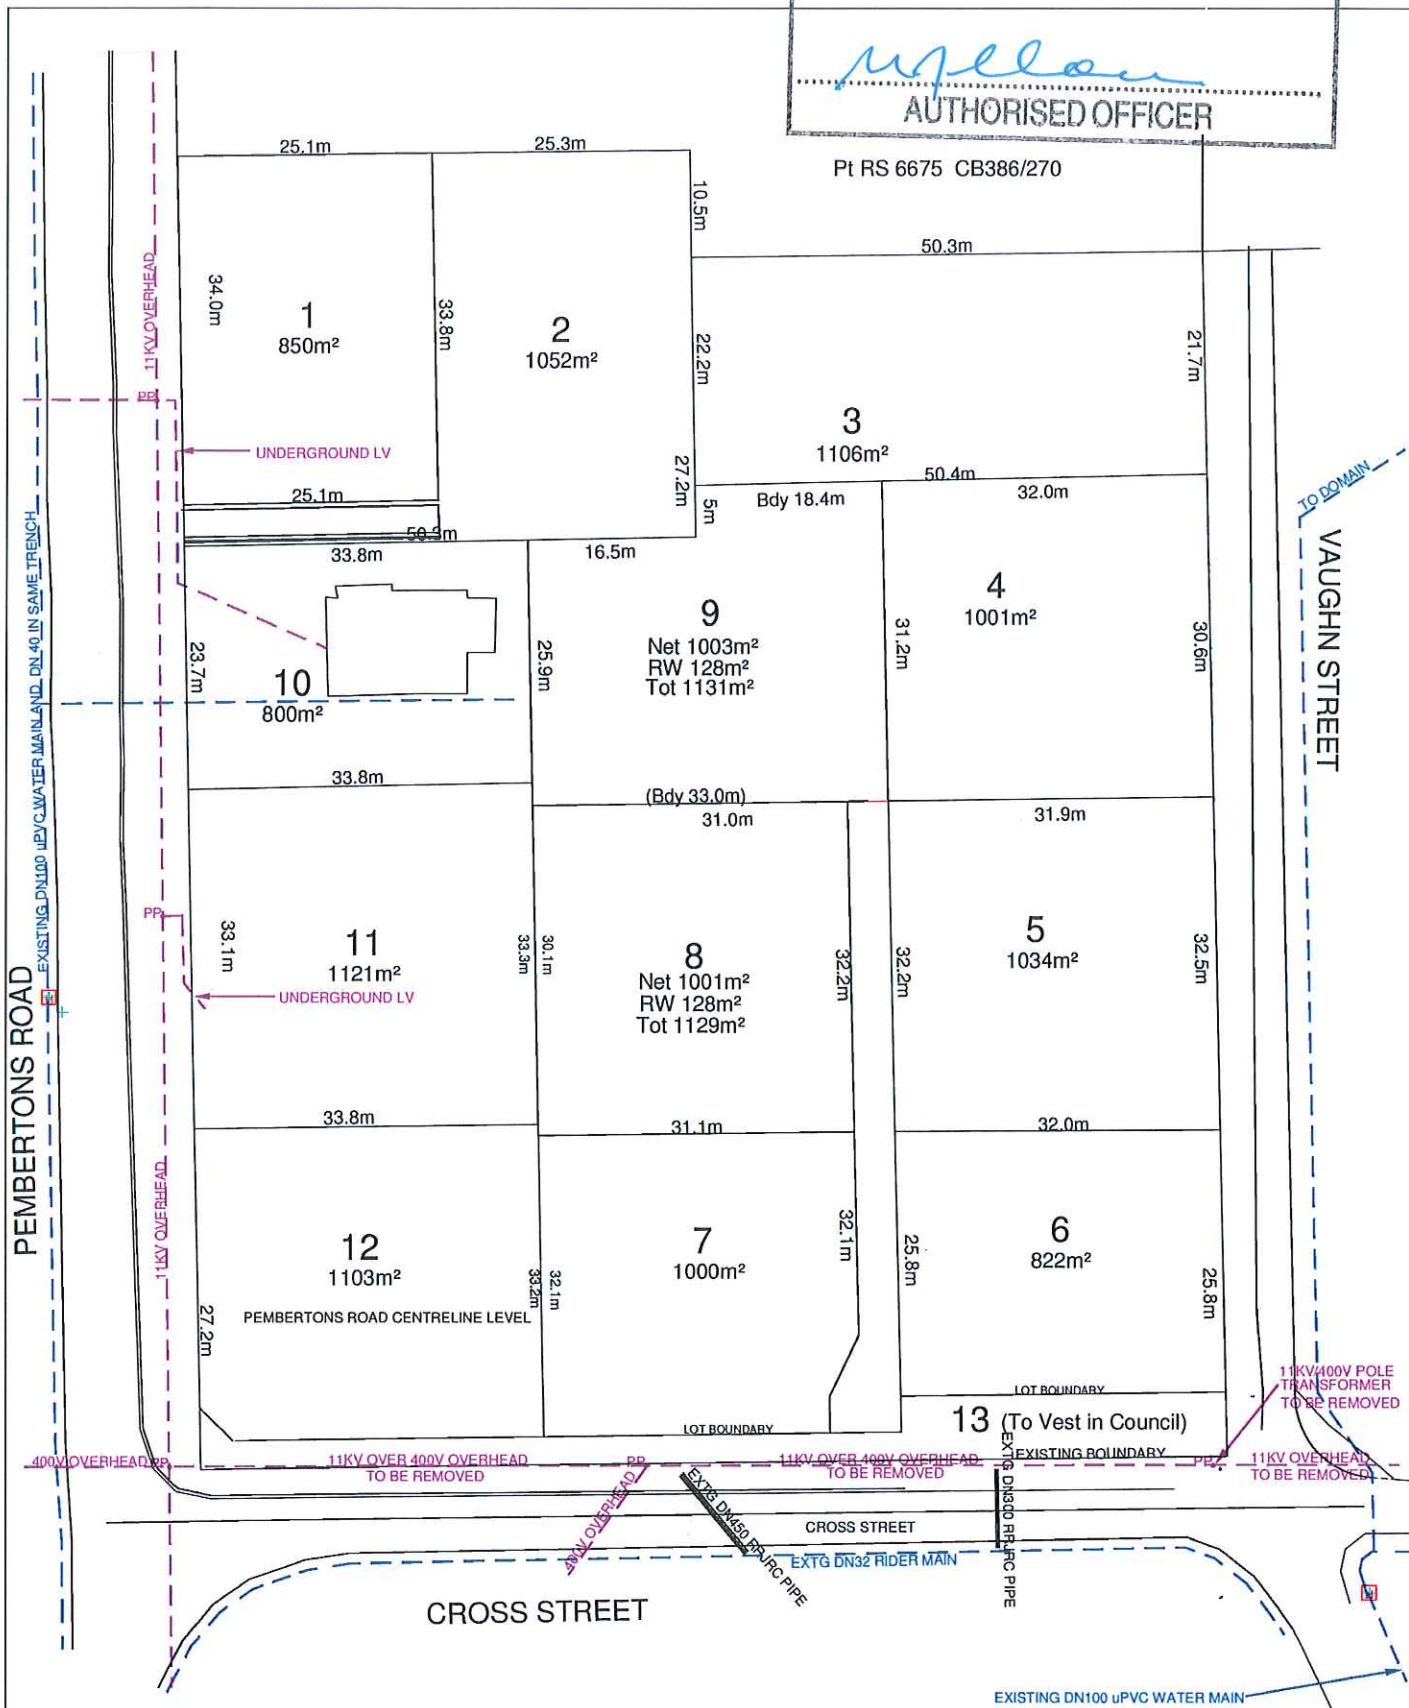 AUTHORISED OFFICER
Pt RS 6675 CB386/270
25.1m
25.3m
10.5m
50.3m
11KV OVERHEAD
34.0m
1
850m²
33.8m
2
1052m²
22.2m
21.7m
PP
3
1106m²
UNDERGROUND LV
27.2m
50.4m
25.1m
5m
Bdy 18.4m
32.0m
TO DOMAIN
50.3m
33.8m
16.5m
EXISTING DN100 uPVC WATER MAIN AND DN 40 IN SAME TRENCH
VAUGHN STREET
4
1001m²
9
Net 1003m²
RW 128m²
Tot 1131m²
23.7m
25.9m
31.2m
30.6m
10
800m²
33.8m
(Bdy 33.0m)
31.0m
31.9m
PP
33.1m
11
1121m²
33.3m
30.1m
8
Net 1001m²
RW 128m²
Tot 1129m²
32.2m
32.2m
5
1034m²
32.5m
UNDERGROUND LV
PEMBERTONS ROAD
33.8m
31.1m
32.0m
11KV OVERHEAD
12
1103m²
33.2m
32.1m
7
1000m²
32.1m
25.8m
6
822m²
25.8m
27.2m
PEMBERTONS ROAD CENTRELINE LEVEL
11KV/400V POLE
TRANSFORMER
TO BE REMOVED
LOT BOUNDARY
LOT BOUNDARY
13 (To Vest in Council)
EXISTING BOUNDARY
400V OVERHEAD PP
11KV OVER 400V OVERHEAD
TO BE REMOVED
PP
11KV OVER 400V OVERHEAD
TO BE REMOVED
PP
11KV OVERHEAD
TO BE REMOVED
400V OVERHEAD
EXTG DN450 RRJRC PIPE
EXTG DN300 RRJRC PIPE
CROSS STREET
EXTG DN32 RIDER MAIN
CROSS STREET
EXISTING DN100 uPVC WATER MAIN